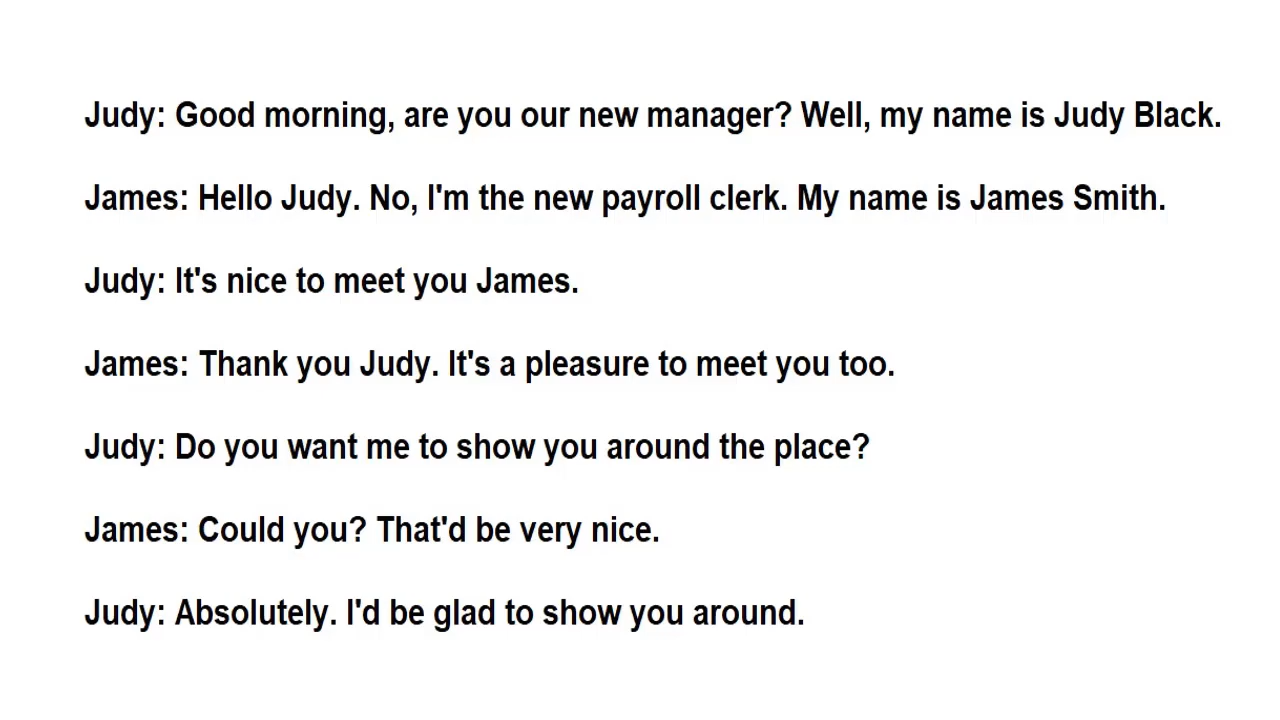 Judy: Good morning, are you our new manager? Well, my name is Judy Black.
James: Hello Judy. No, I'm the new payroll clerk. My name is James Smith.
Judy: It's nice to meet you James.
James: Thank you Judy. It's a pleasure to meet you too.
Judy: Do you want me to show you around the place?
James: Could you? That'd be very nice.
Judy: Absolutely. I'd be glad to show you around.